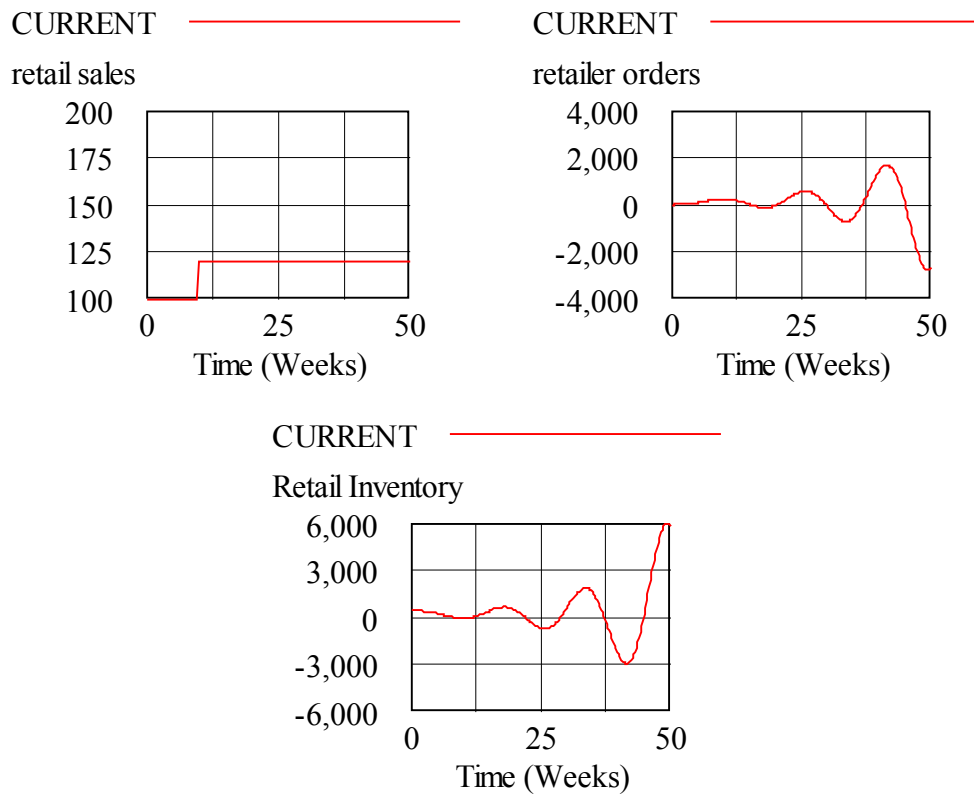 CURRENT
retail sales
200
175
150
125
100
0 25 50
Time (Weeks)
CURRENT
retailer orders
4,000
2,000
0
-2,000
-4,000
0 25 50
Time (Weeks)
CURRENT
Retail Inventory
6,000
3,000
0
-3,000
-6,000
0 25 50
Time (Weeks)